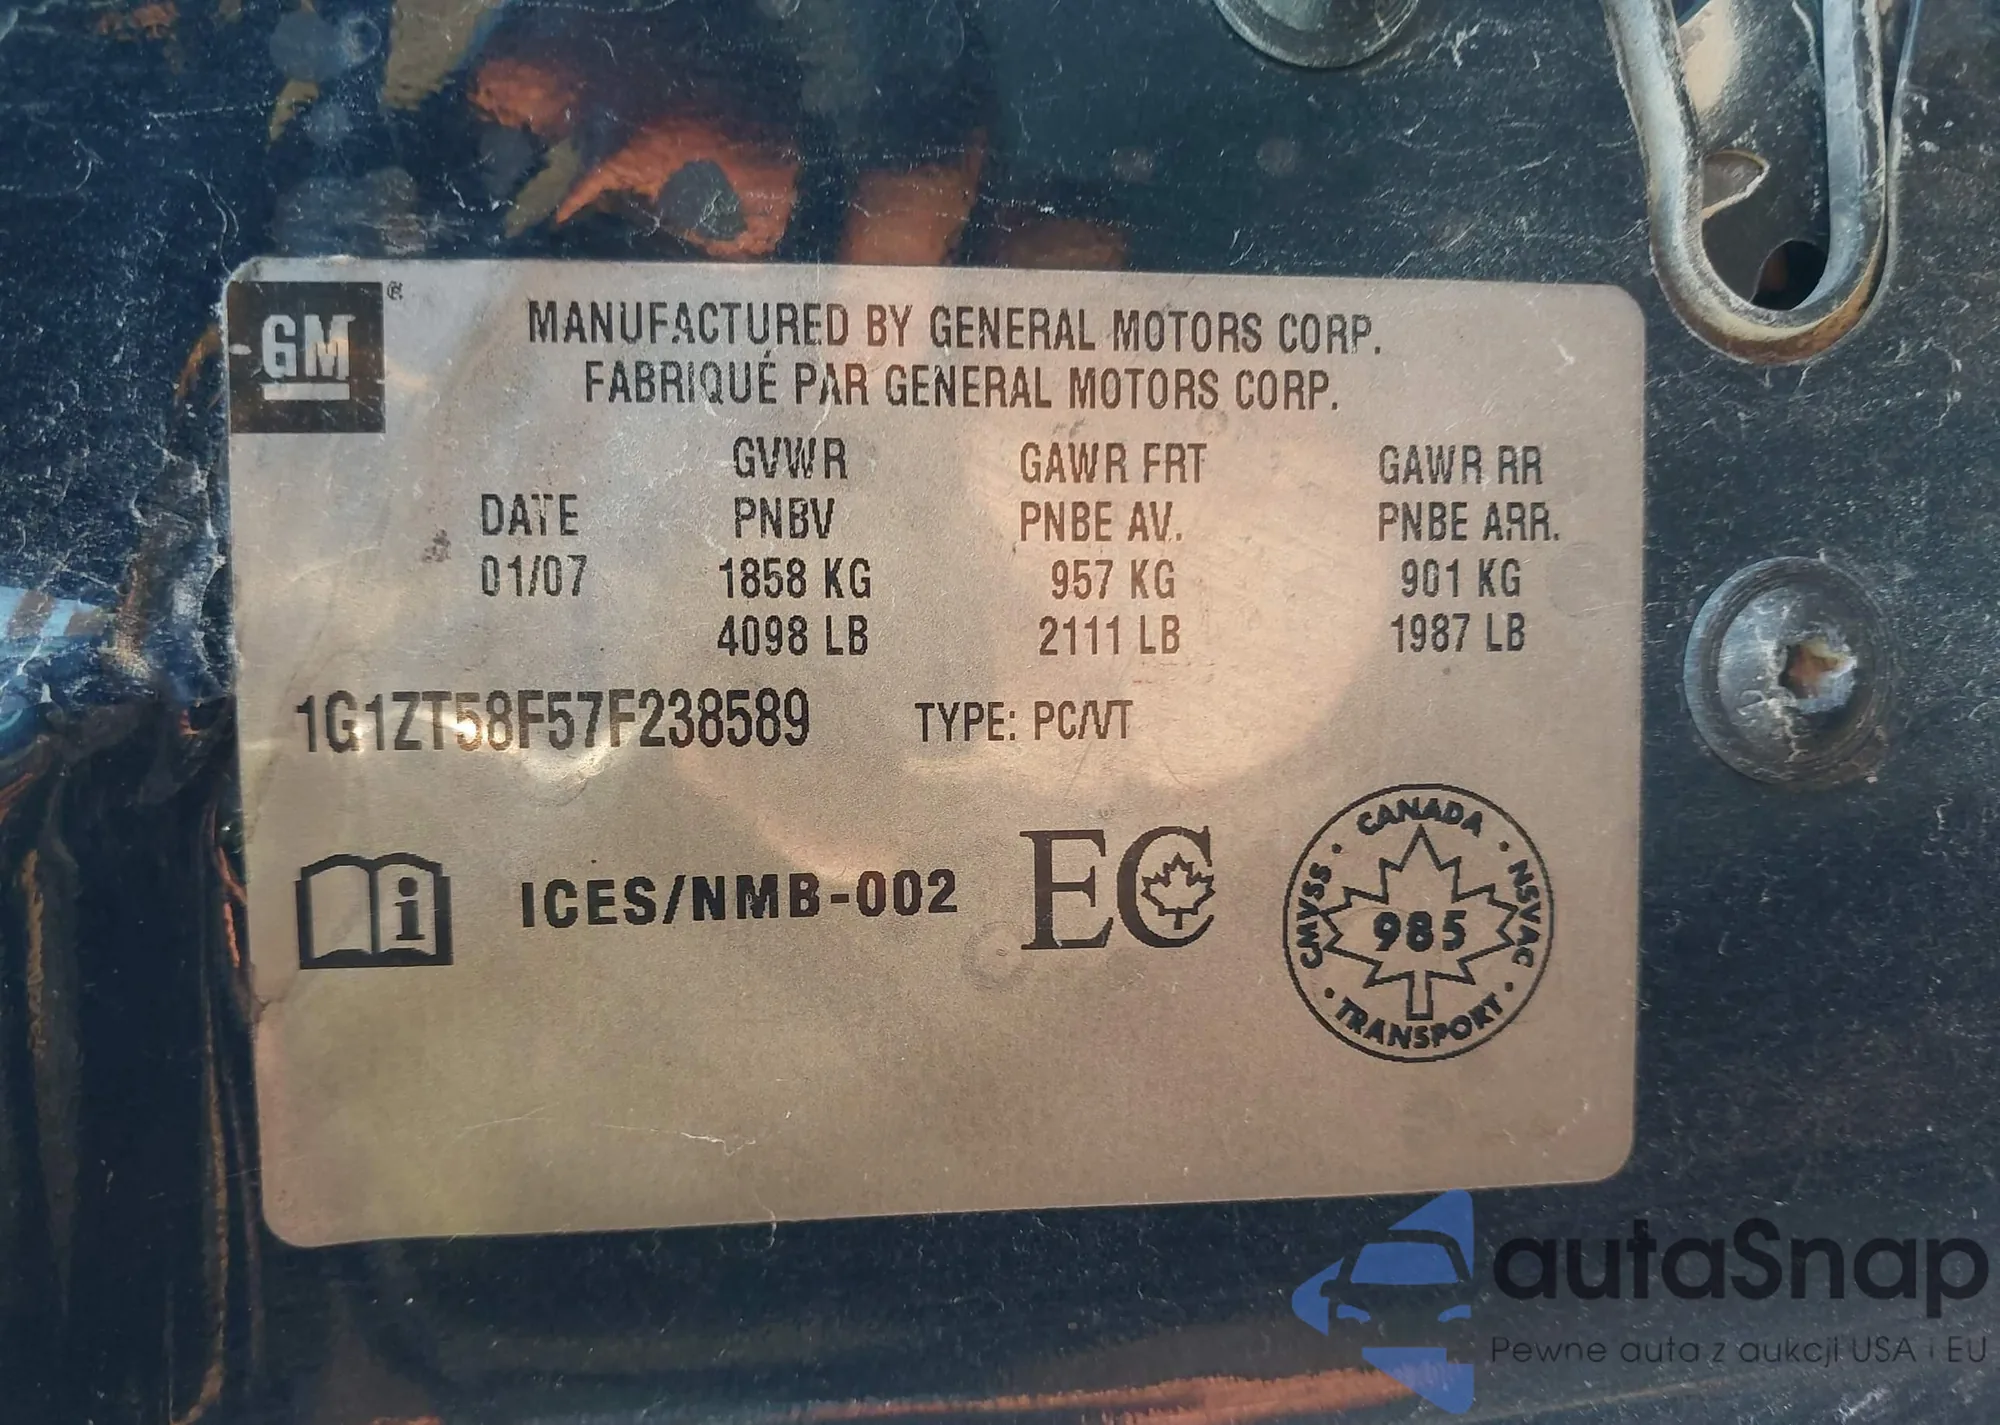 GM ®
MANUFACTURED BY GENERAL MOTORS CORP.
FABRIQUÉ PAR GENERAL MOTORS CORP.
GVWR GAWR FRT GAWR RR
DATE PNBV PNBE AV. PNBE ARR.
01/07 1858 KG 957 KG 901 KG
4098 LB 2111 LB 1987 LB
1G1ZT58F57F238589 TYPE: PC/VT
i ICES/NMB-002 EC
CANADA
CMVSS · 985 · NSVAC
TRANSPORT
autaSnap
Pewne auta z aukcji USA i EU